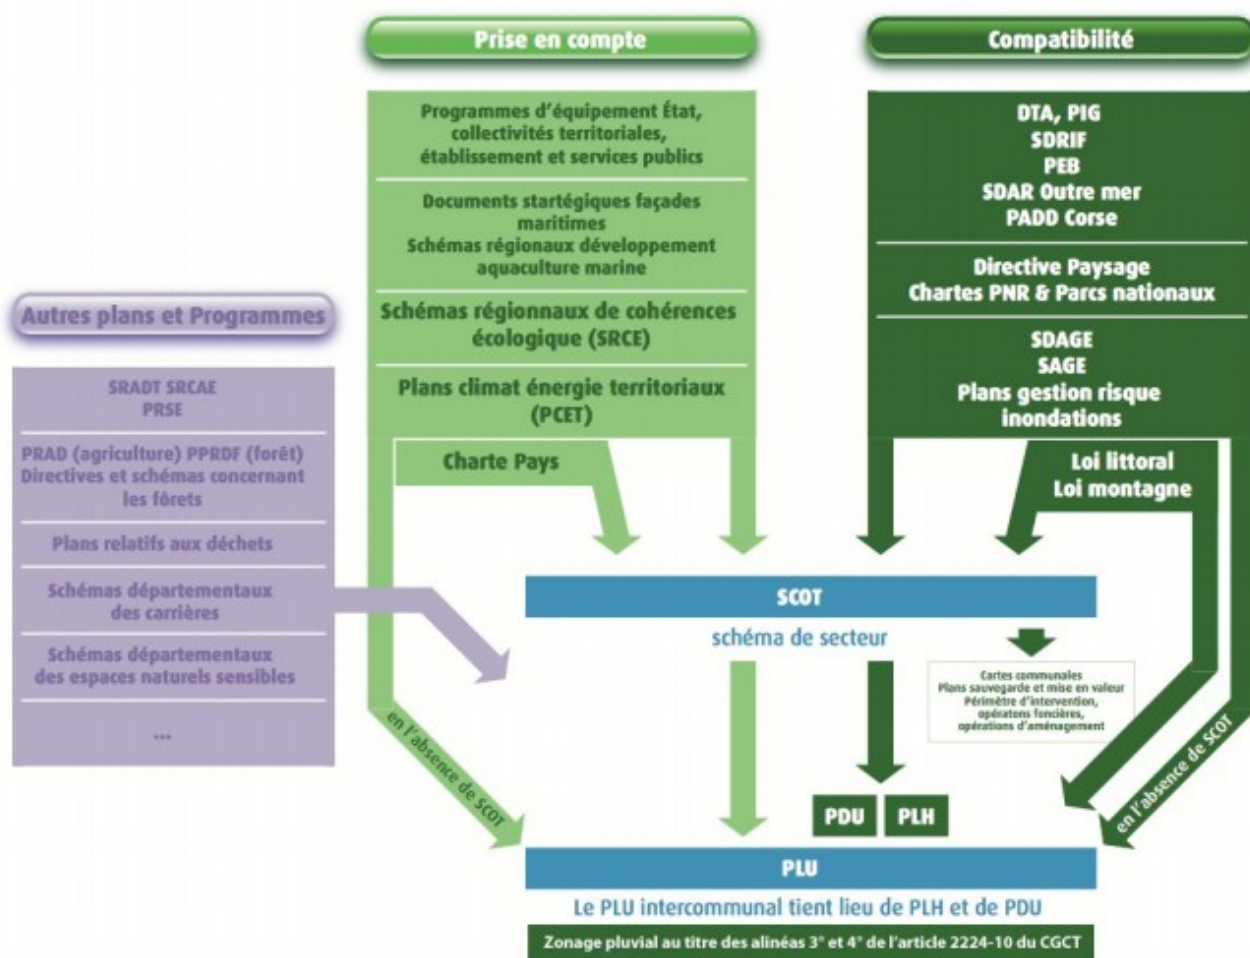 Prise en compte
Programmes d'équipement État,
collectivités territoriales,
établissement et services publics
Documents startégiques façades
maritimes
Schémas régionaux développement
aquaculture marine
Schémas régionnaux de cohérences
écologique (SRCE)
Plans climat énergie territoriaux
(PCET)
Charte Pays
Compatibilité
DTA, PIG
SDRIF
PEB
SDAR Outre mer
PADD Corse
Directive Paysage
Chartes PNR & Parcs nationaux
SDAGE
SAGE
Plans gestion risque
inondations
Loi littoral
Loi montagne
Autres plans et Programmes
SRADT SRCAE
PRSE
PRAD (agriculture) PPRDF (forêt)
Directives et schémas concernant
les fôrets
Plans relatifs aux déchets
Schémas départementaux
des carrières
Schémas départementaux
des espaces naturels sensibles
...
SCOT
schéma de secteur
Cartes communales
Plans sauvegarde et mise en valeur
Périmètre d'intervention,
opératons foncières,
opérations d'aménagement
en l'absence de SCOT
en l'absence de SCOT
PDU
PLH
PLU
Le PLU intercommunal tient lieu de PLH et de PDU
Zonage pluvial au titre des alinéas 3° et 4° de l'article 2224-10 du CGCT